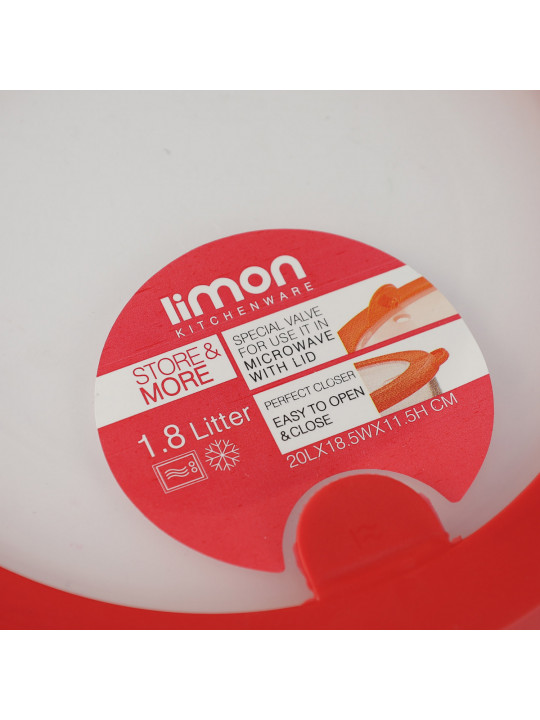 limon
KITCHENWARE
STORE&
MORE
SPECIAL VALVE
FOR USE IT IN
MICROWAVE
WITH LID
PERFECT CLOSER
EASY TO OPEN
&CLOSE
1.8 Litter
20LX18.5WX11.5H CM